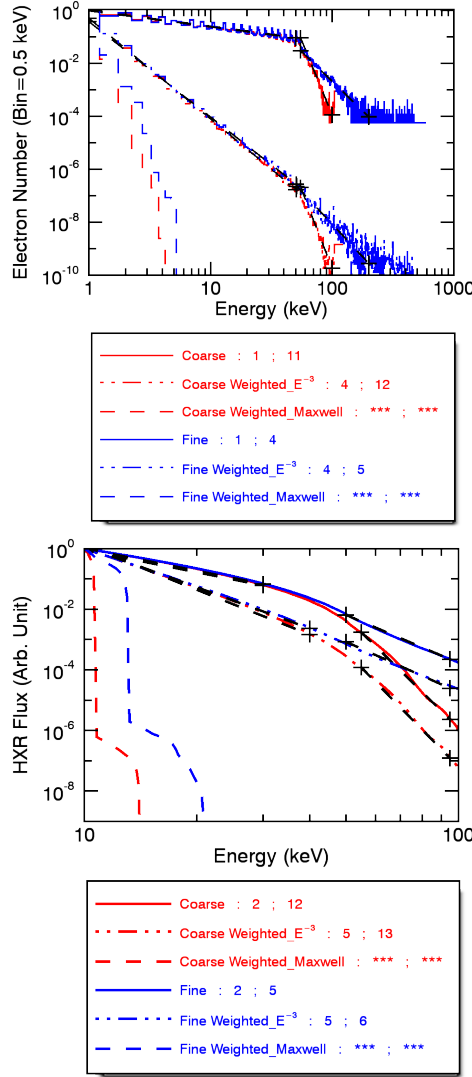 Electron Number (Bin=0.5 keV)
10^0
10^-2
10^-4
10^-6
10^-8
10^-10
1 10 100 1000
Energy (keV)
Coarse : 1 ; 11
Coarse Weighted_E^-3 : 4 ; 12
Coarse Weighted_Maxwell : *** ; ***
Fine : 1 ; 4
Fine Weighted_E^-3 : 4 ; 5
Fine Weighted_Maxwell : *** ; ***
HXR Flux (Arb. Unit)
10^0
10^-2
10^-4
10^-6
10^-8
10 100
Energy (keV)
Coarse : 2 ; 12
Coarse Weighted_E^-3 : 5 ; 13
Coarse Weighted_Maxwell : *** ; ***
Fine : 2 ; 5
Fine Weighted_E^-3 : 5 ; 6
Fine Weighted_Maxwell : *** ; ***